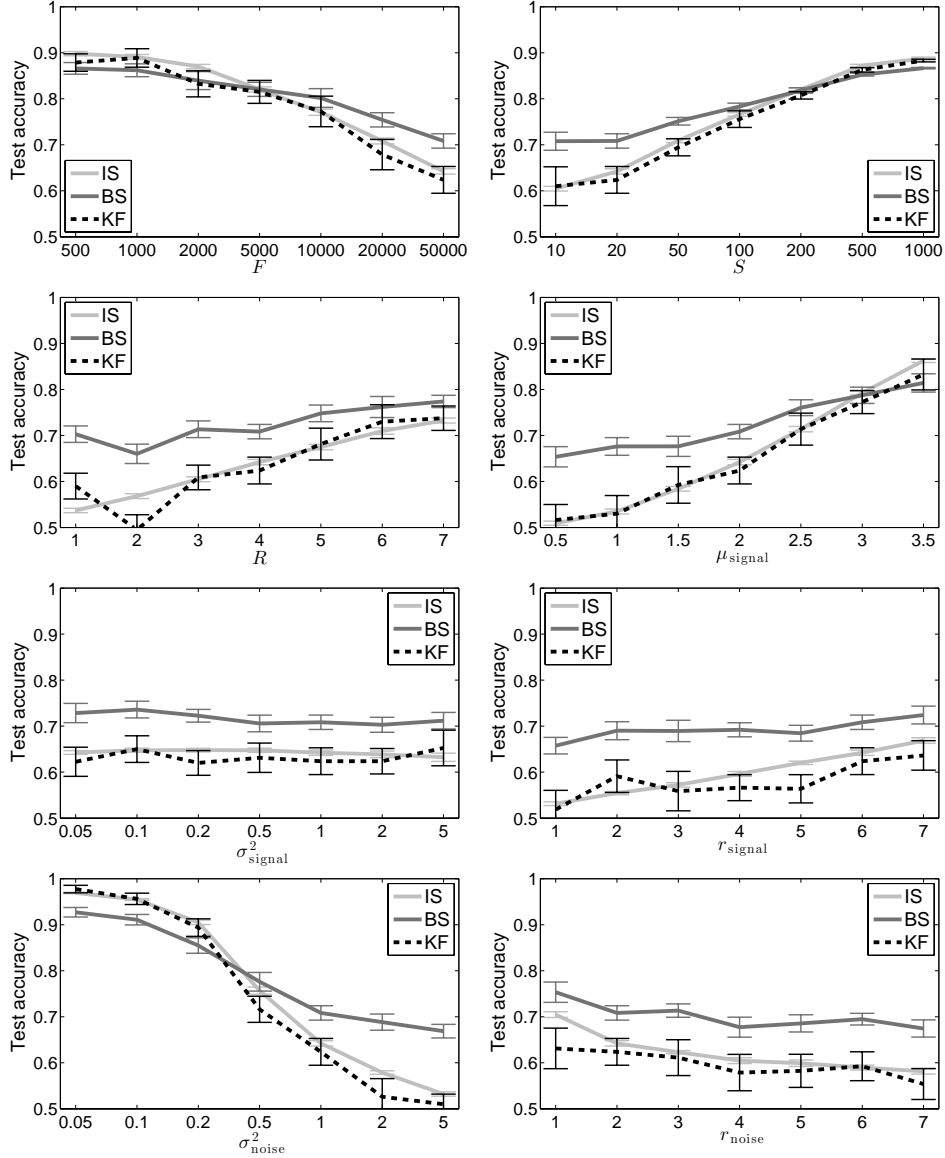 1
0.9
0.8
0.7
0.6
0.5
Test accuracy
IS
BS
KF
500 1000 2000 5000 10000 20000 50000
F
1
0.9
0.8
0.7
0.6
0.5
Test accuracy
IS
BS
KF
10 20 50 100 200 500 1000
S
1
0.9
0.8
0.7
0.6
0.5
Test accuracy
IS
BS
KF
1 2 3 4 5 6 7
R
1
0.9
0.8
0.7
0.6
0.5
Test accuracy
IS
BS
KF
0.5 1 1.5 2 2.5 3 3.5
μsignal
1
0.9
0.8
0.7
0.6
0.5
Test accuracy
IS
BS
KF
0.05 0.1 0.2 0.5 1 2 5
σ²signal
1
0.9
0.8
0.7
0.6
0.5
Test accuracy
IS
BS
KF
1 2 3 4 5 6 7
rsignal
1
0.9
0.8
0.7
0.6
0.5
Test accuracy
IS
BS
KF
0.05 0.1 0.2 0.5 1 2 5
σ²noise
1
0.9
0.8
0.7
0.6
0.5
Test accuracy
IS
BS
KF
1 2 3 4 5 6 7
rnoise